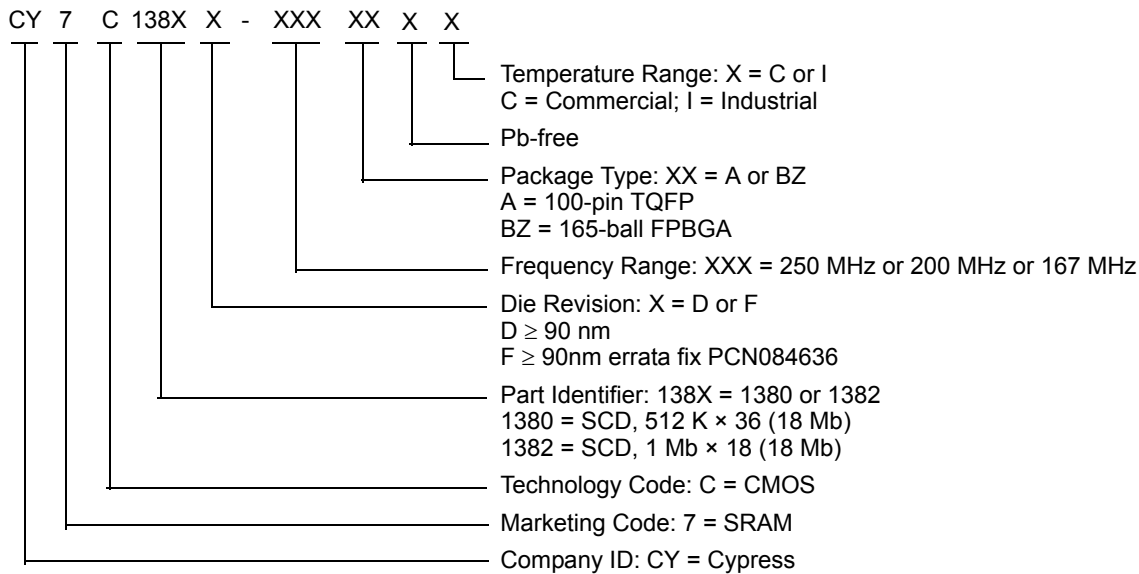 CY 7 C 138X X - XXX XX X X
Temperature Range: X = C or I
C = Commercial; I = Industrial
Pb-free
Package Type: XX = A or BZ
A = 100-pin TQFP
BZ = 165-ball FPBGA
Frequency Range: XXX = 250 MHz or 200 MHz or 167 MHz
Die Revision: X = D or F
D ≥ 90 nm
F ≥ 90nm errata fix PCN084636
Part Identifier: 138X = 1380 or 1382
1380 = SCD, 512 K × 36 (18 Mb)
1382 = SCD, 1 Mb × 18 (18 Mb)
Technology Code: C = CMOS
Marketing Code: 7 = SRAM
Company ID: CY = Cypress